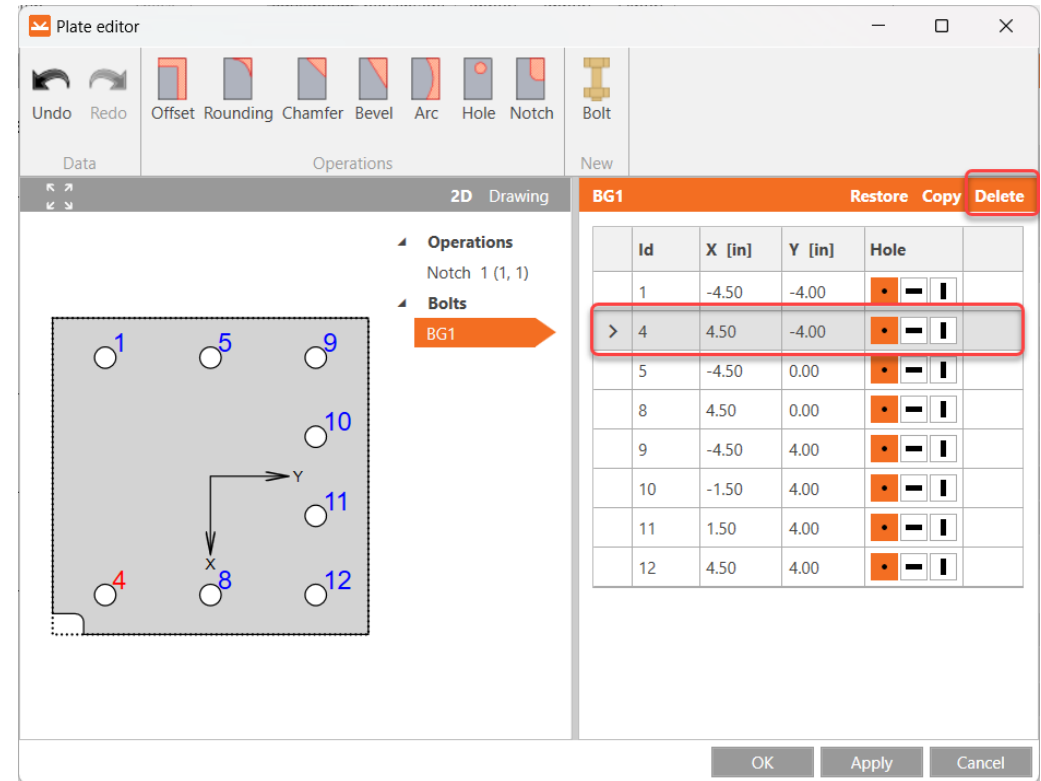 Plate editor
Undo Redo Offset Rounding Chamfer Bevel Arc Hole Notch Bolt
Data Operations New
2D Drawing
BG1 Restore Copy Delete
Operations
Notch 1 (1, 1)
Bolts
BG1
1 5 9
10
Y
11
X
4 8 12
Id X [in] Y [in] Hole
1 -4.50 -4.00
4 4.50 -4.00
5 -4.50 0.00
8 4.50 0.00
9 -4.50 4.00
10 -1.50 4.00
11 1.50 4.00
12 4.50 4.00
OK Apply Cancel